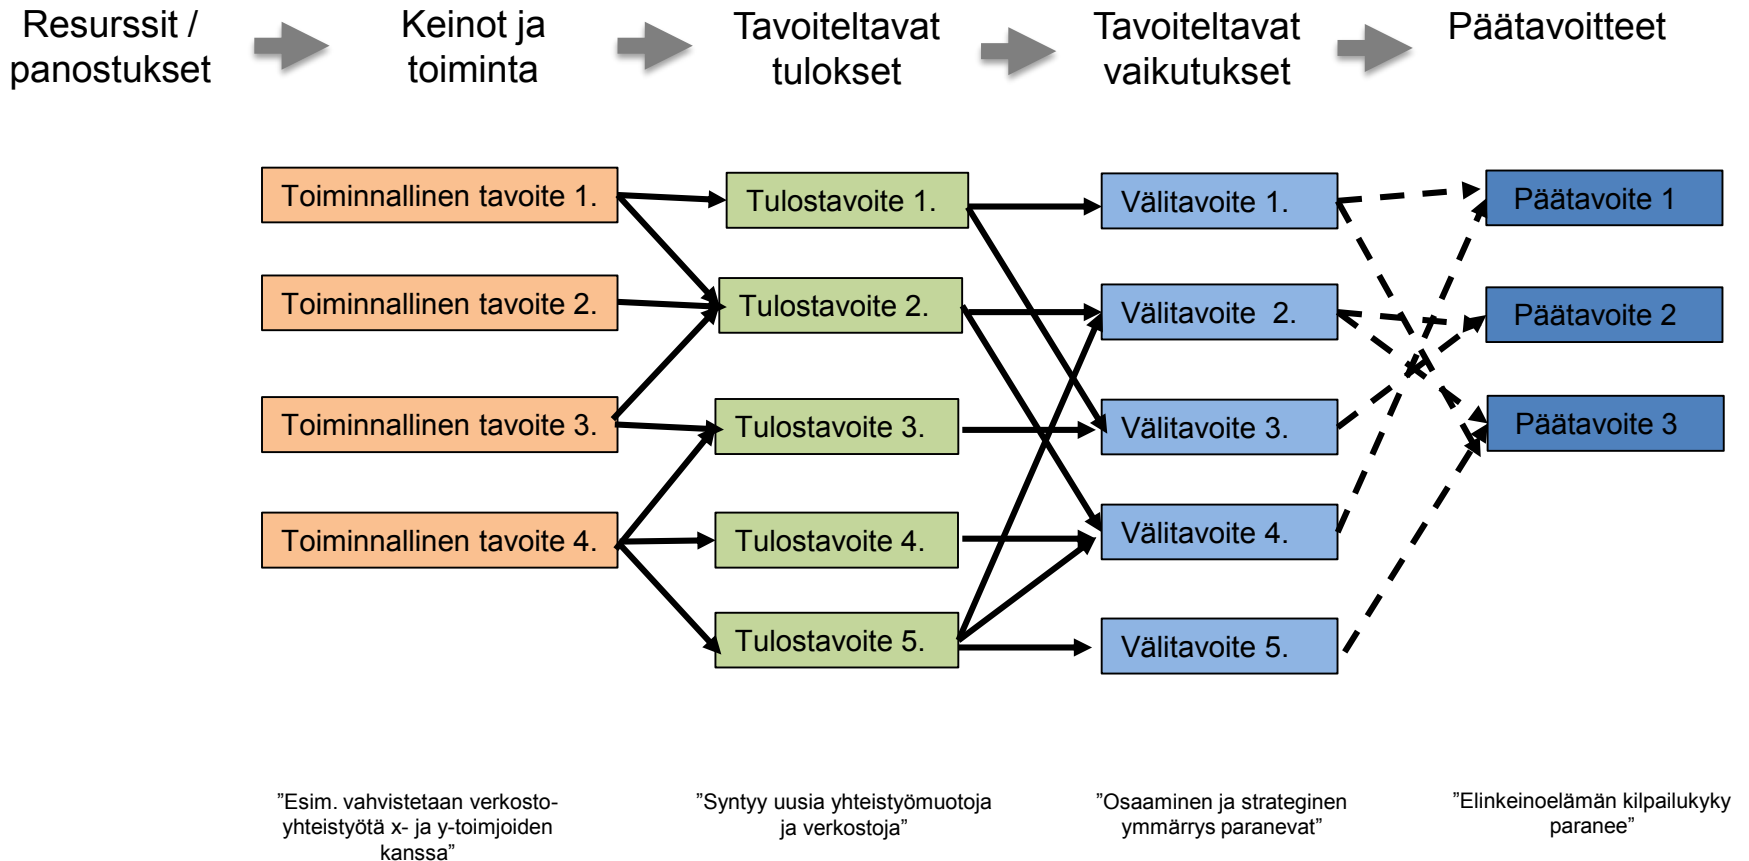 Resurssit /
panostukset
Keinot ja
toiminta
Tavoiteltavat
tulokset
Tavoiteltavat
vaikutukset
Päätavoitteet
Toiminnallinen tavoite 1.
Toiminnallinen tavoite 2.
Toiminnallinen tavoite 3.
Toiminnallinen tavoite 4.
Tulostavoite 1.
Tulostavoite 2.
Tulostavoite 3.
Tulostavoite 4.
Tulostavoite 5.
Välitavoite 1.
Välitavoite  2.
Välitavoite 3.
Välitavoite 4.
Välitavoite 5.
Päätavoite 1
Päätavoite 2
Päätavoite 3
”Esim. vahvistetaan verkosto-
yhteistyötä x- ja y-toimjoiden
kanssa”
”Syntyy uusia yhteistyömuotoja
ja verkostoja”
”Osaaminen ja strateginen
ymmärrys paranevat”
”Elinkeinoelämän kilpailukyky
paranee”